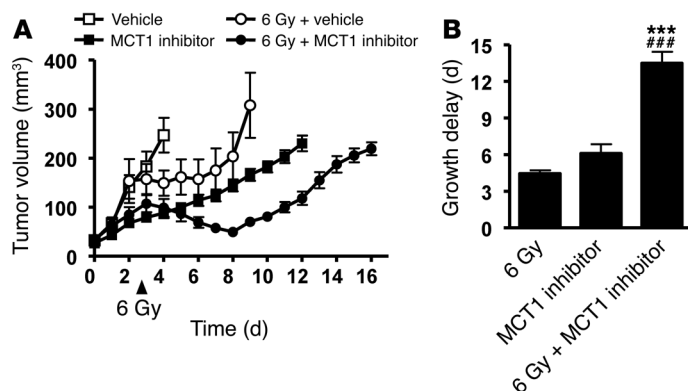 A
Vehicle
6 Gy + vehicle
MCT1 inhibitor
6 Gy + MCT1 inhibitor
Tumor volume (mm³)
400
300
200
100
0
0 2 4 6 8 10 12 14 16
6 Gy
Time (d)
B
Growth delay (d)
15
12
9
6
3
0
***
###
6 Gy
MCT1 inhibitor
6 Gy + MCT1 inhibitor